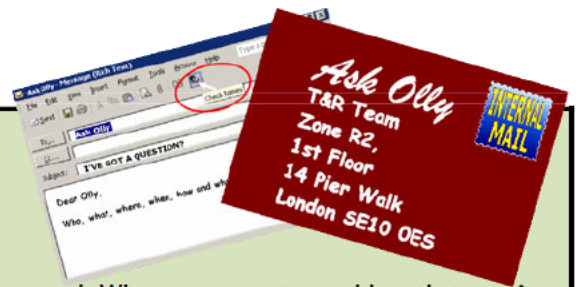 Ask Olly - Message (Rich Text)
File Edit View Insert Format Tools Actions Help
Send
Check Names
To... Ask Olly
Cc...
Subject: I'VE GOT A QUESTION?
Dear Olly,
Who, what, where, when, how and
Ask Olly
T&R Team
Zone R2,
1st Floor
14 Pier Walk
London SE10 0ES
INTERNAL
MAIL